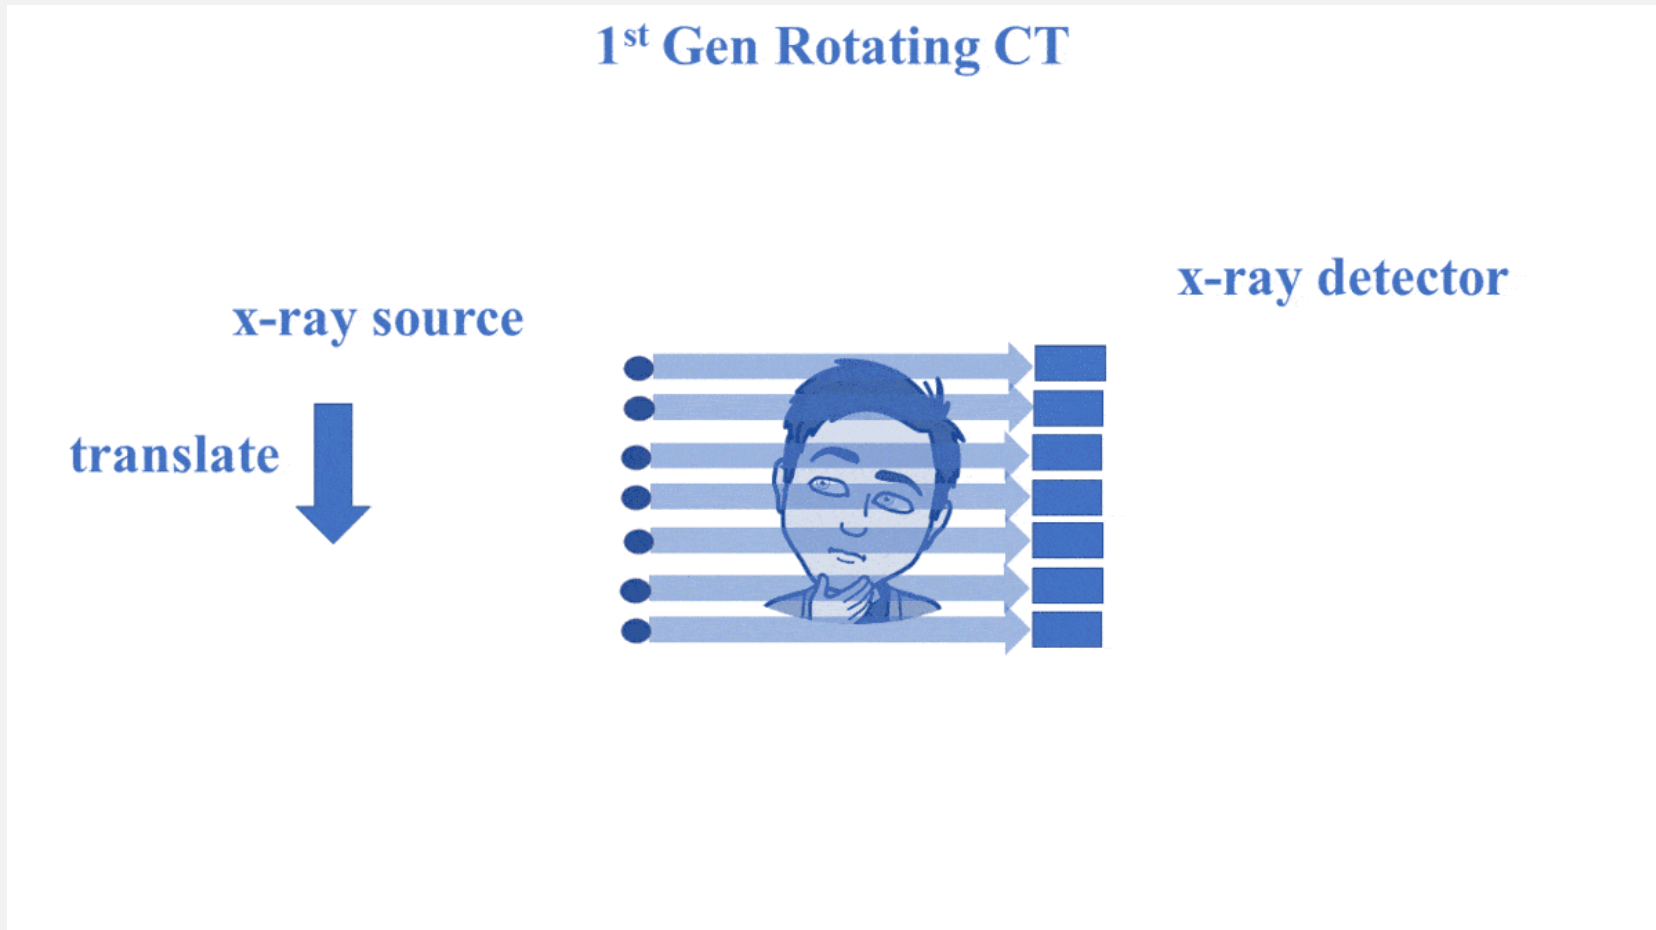 1st Gen Rotating CT
x-ray detector
x-ray source
translate